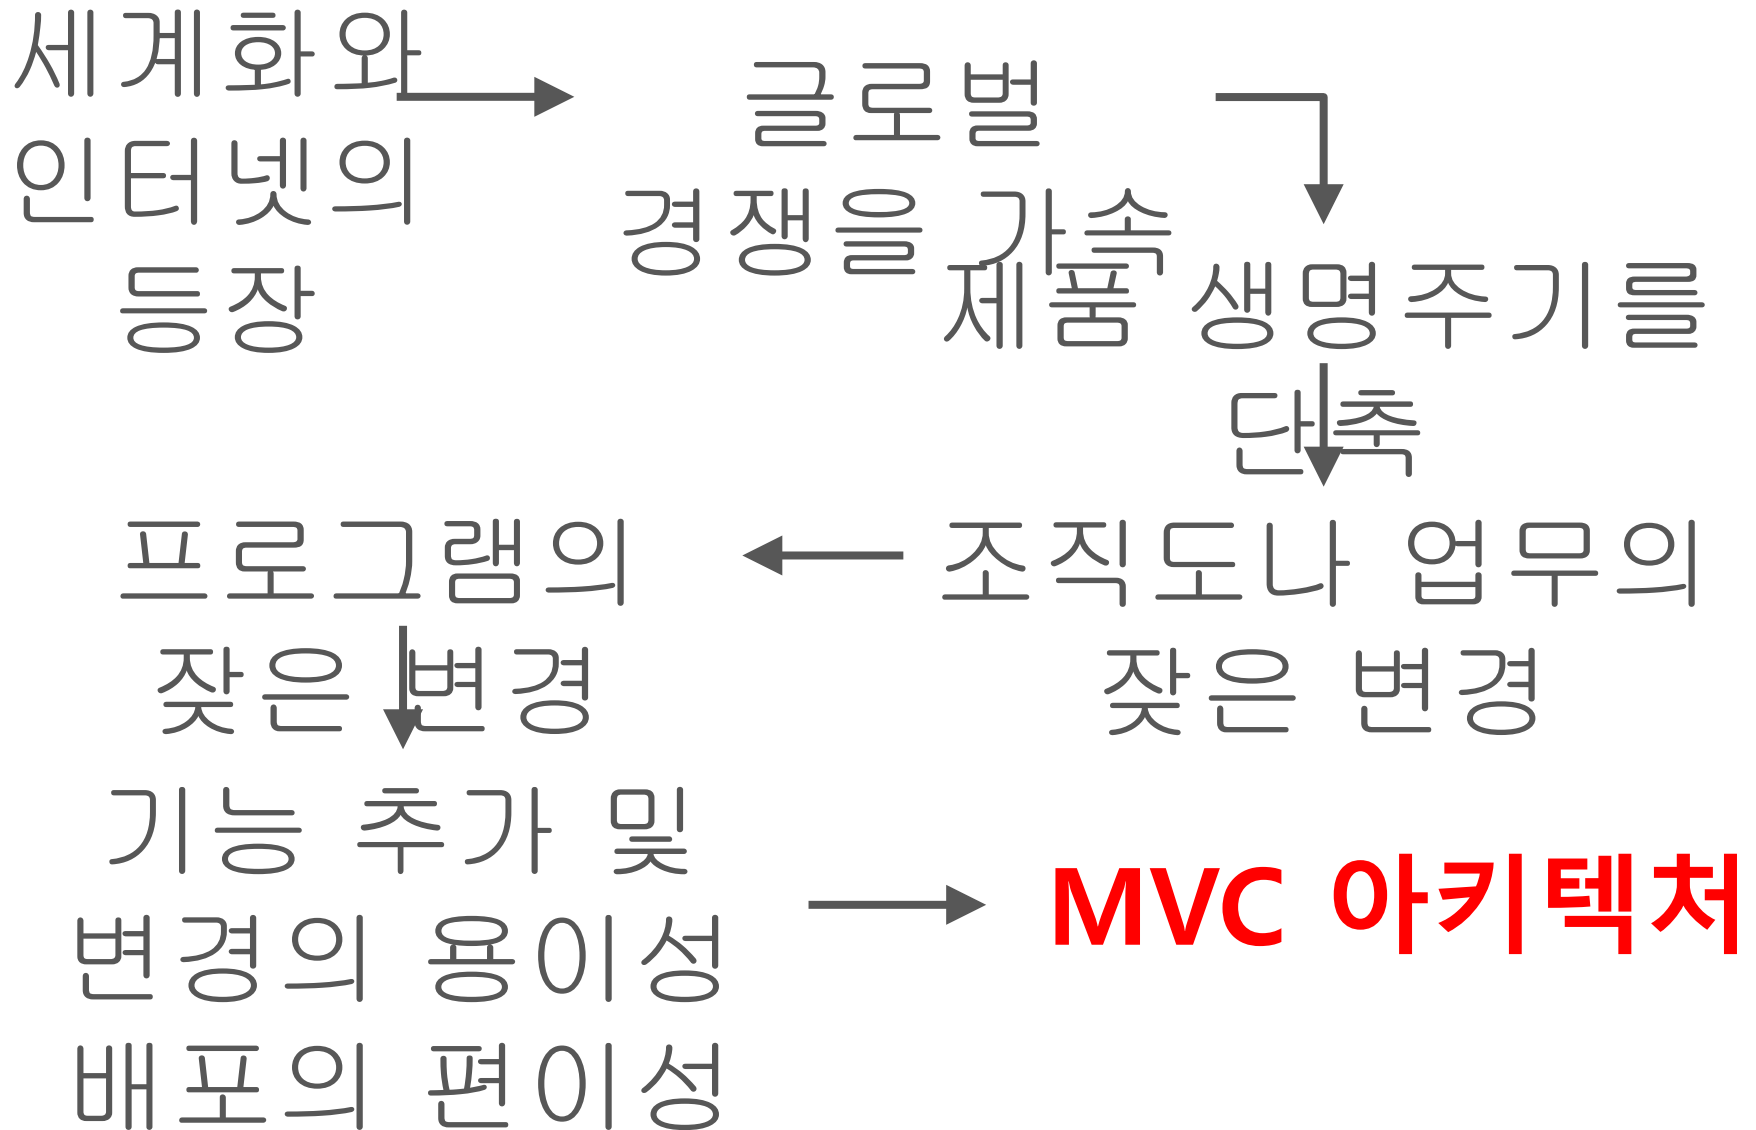 세계화와
인터넷의
등장
글로벌
경쟁을 가속
제품 생명주기를
단축
조직도나 업무의
잦은 변경
프로그램의
잦은 변경
기능 추가 및
변경의 용이성
배포의 편이성
MVC 아키텍처